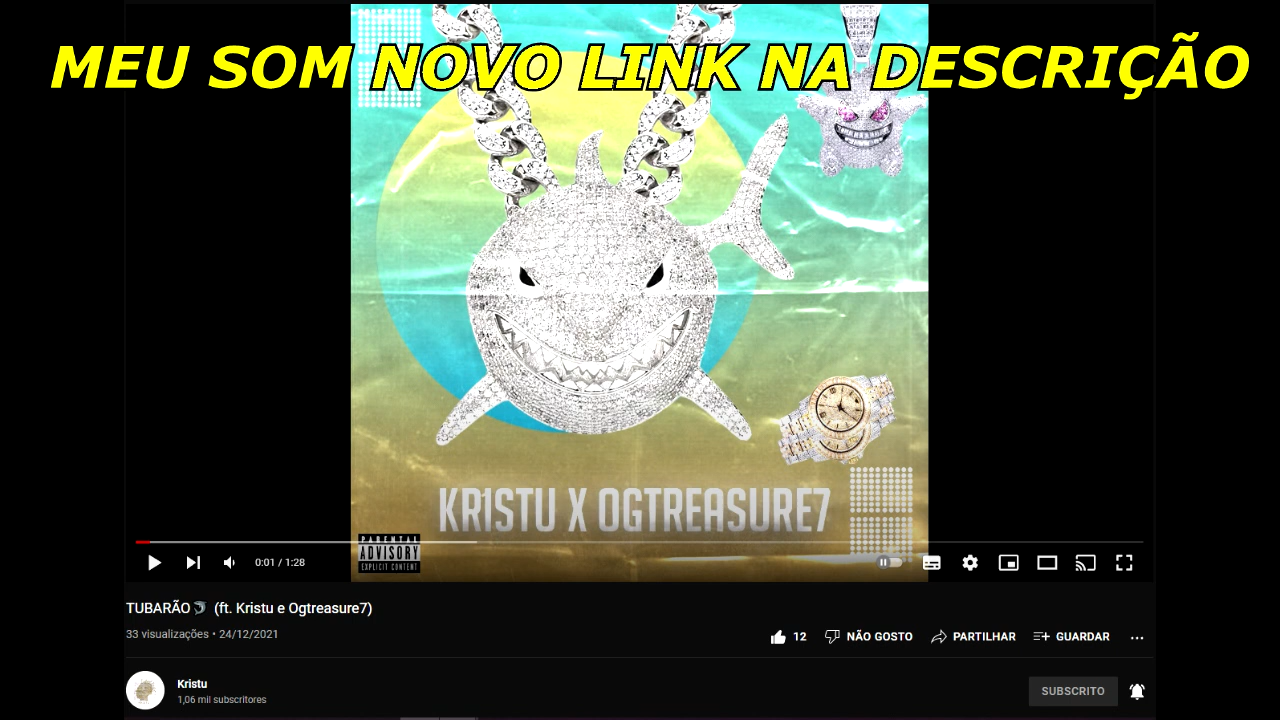 MEU SOM NOVO LINK NA DESCRIÇÃO
KR1STU X OGTREASURE7
PARENTAL
ADVISORY
EXPLICIT CONTENT
0:01 / 1:28
TUBARÃO🦈 (ft. Kristu e Ogtreasure7)
33 visualizações • 24/12/2021
12 NÃO GOSTO PARTILHAR GUARDAR ...
Kristu
1,06 mil subscritores
SUBSCRITO